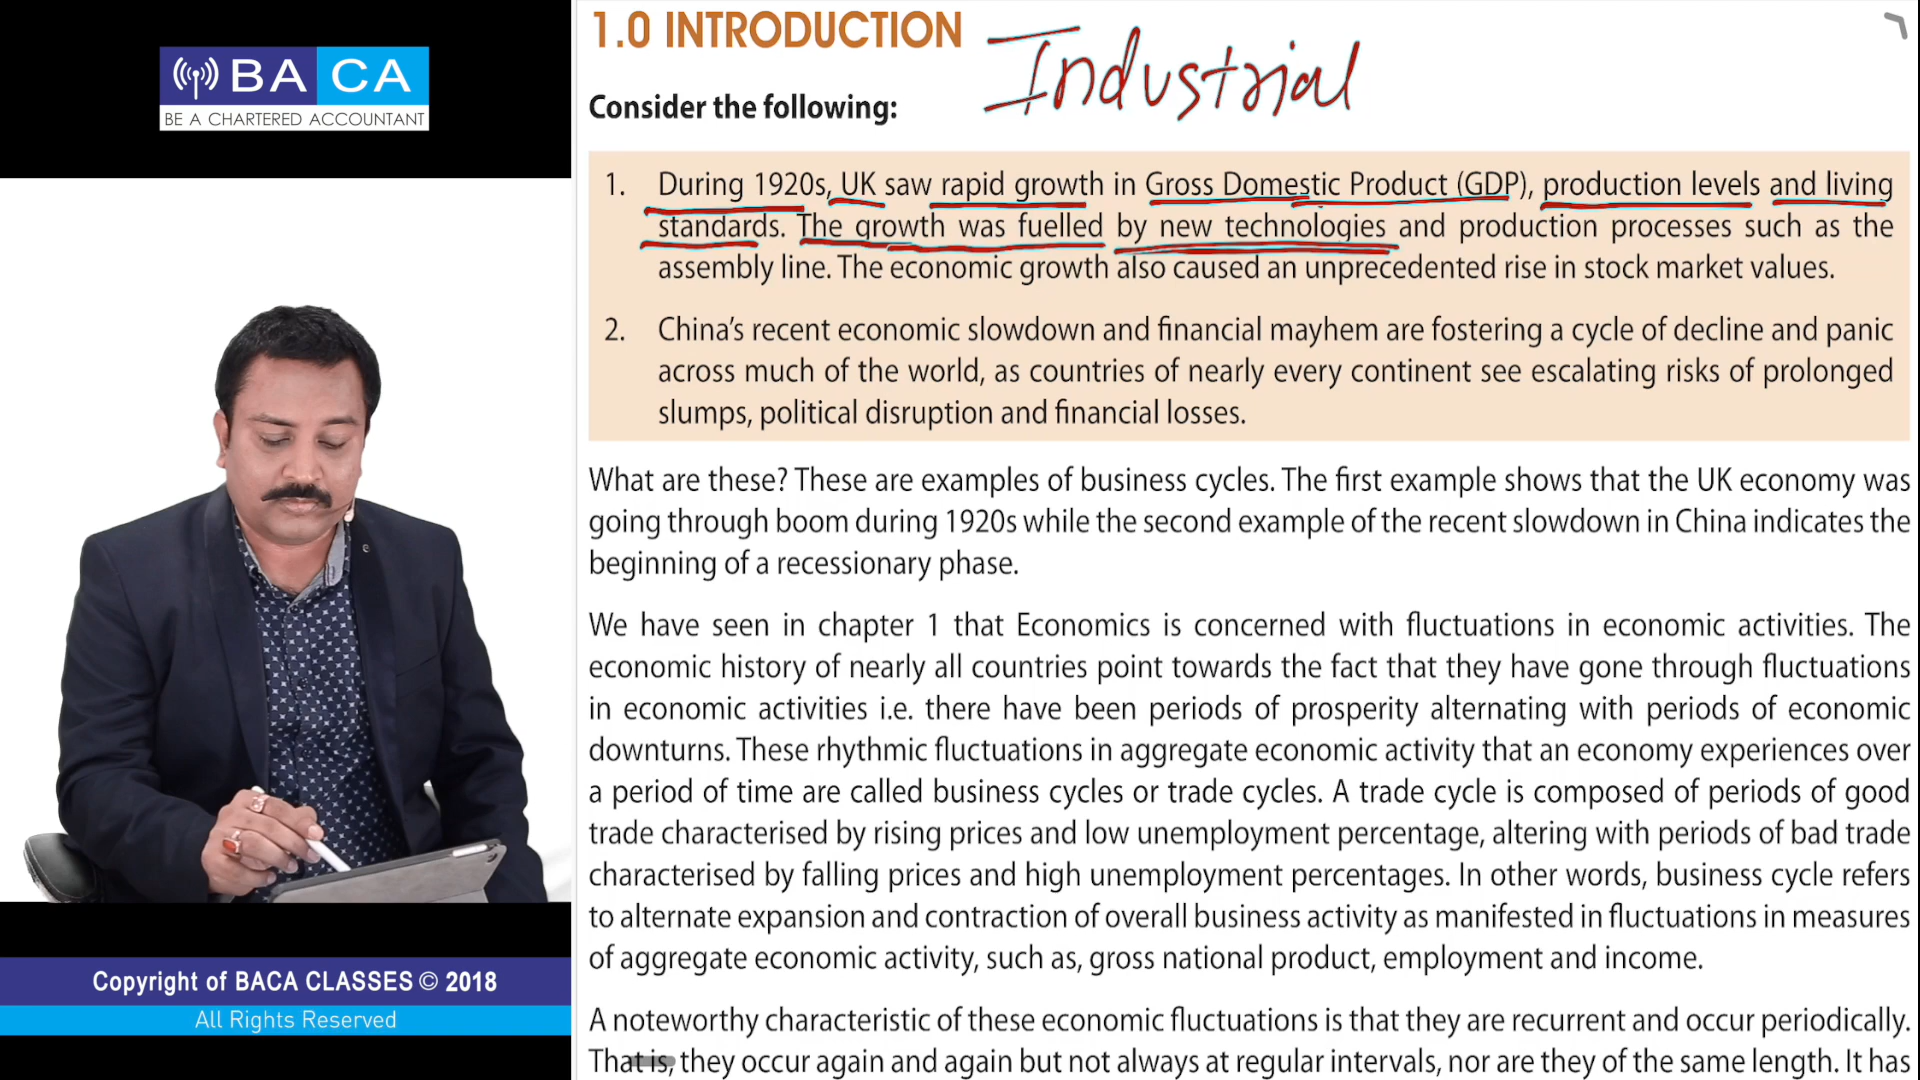 BA CA
BE A CHARTERED ACCOUNTANT
1.0 INTRODUCTION
Industrial
Consider the following:
1. During 1920s, UK saw rapid growth in Gross Domestic Product (GDP), production levels and living
standards. The growth was fuelled by new technologies and production processes such as the
assembly line. The economic growth also caused an unprecedented rise in stock market values.
2. China’s recent economic slowdown and financial mayhem are fostering a cycle of decline and panic
across much of the world, as countries of nearly every continent see escalating risks of prolonged
slumps, political disruption and financial losses.
What are these? These are examples of business cycles. The first example shows that the UK economy was
going through boom during 1920s while the second example of the recent slowdown in China indicates the
beginning of a recessionary phase.
We have seen in chapter 1 that Economics is concerned with fluctuations in economic activities. The
economic history of nearly all countries point towards the fact that they have gone through fluctuations
in economic activities i.e. there have been periods of prosperity alternating with periods of economic
downturns. These rhythmic fluctuations in aggregate economic activity that an economy experiences over
a period of time are called business cycles or trade cycles. A trade cycle is composed of periods of good
trade characterised by rising prices and low unemployment percentage, altering with periods of bad trade
characterised by falling prices and high unemployment percentages. In other words, business cycle refers
to alternate expansion and contraction of overall business activity as manifested in fluctuations in measures
of aggregate economic activity, such as, gross national product, employment and income.
A noteworthy characteristic of these economic fluctuations is that they are recurrent and occur periodically.
That is, they occur again and again but not always at regular intervals, nor are they of the same length. It has
Copyright of BACA CLASSES © 2018
All Rights Reserved